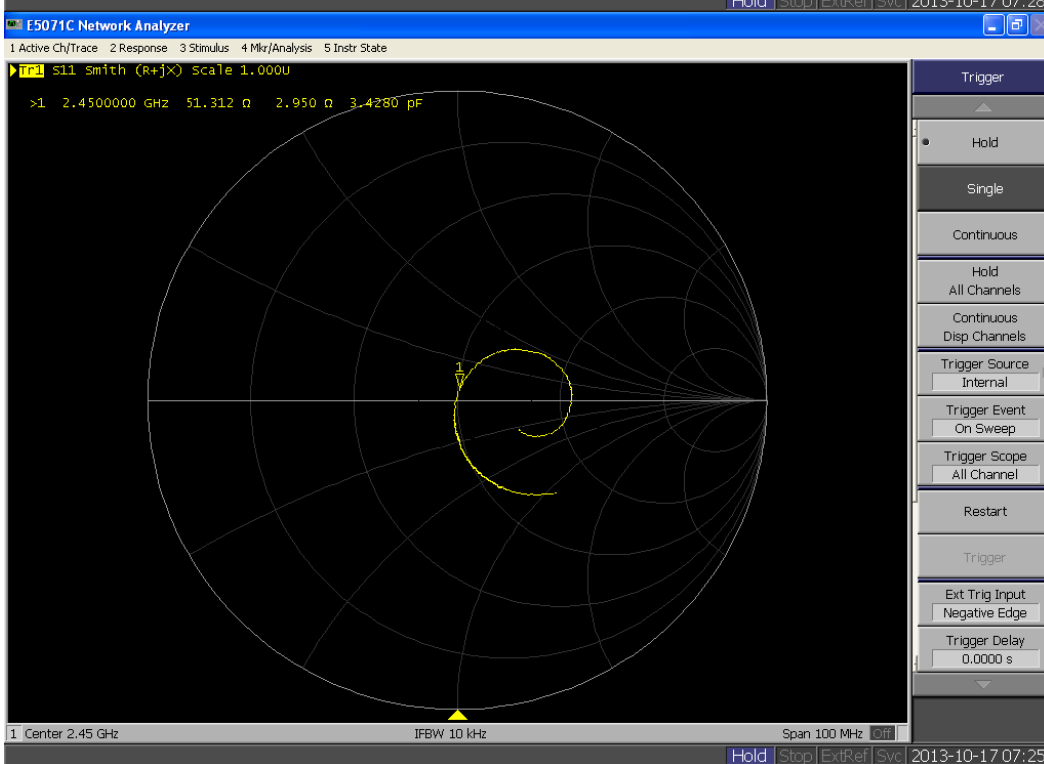 Hold Stop ExtRef Svc 2013-10-17 07:28
E5071C Network Analyzer
1 Active Ch/Trace 2 Response 3 Stimulus 4 Mkr/Analysis 5 Instr State
Tr1 S11 Smith (R+jX) Scale 1.000U
>1 2.4500000 GHz 51.312 Ω 2.950 Ω 3.4280 pF
1
Trigger
Hold
Single
Continuous
Hold
All Channels
Continuous
Disp Channels
Trigger Source
Internal
Trigger Event
On Sweep
Trigger Scope
All Channel
Restart
Trigger
Ext Trig Input
Negative Edge
Trigger Delay
0.0000 s
1 Center 2.45 GHz IFBW 10 kHz Span 100 MHz Off
Hold Stop ExtRef Svc 2013-10-17 07:25